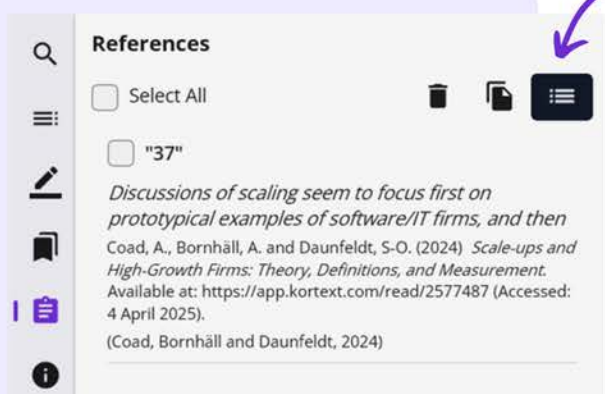 References
Select All
"37"
Discussions of scaling seem to focus first on
prototypical examples of software/IT firms, and then
Coad, A., Bornhäll, A. and Daunfeldt, S-O. (2024) Scale-ups and
High-Growth Firms: Theory, Definitions, and Measurement.
Available at: https://app.kortext.com/read/2577487 (Accessed:
4 April 2025).
(Coad, Bornhäll and Daunfeldt, 2024)